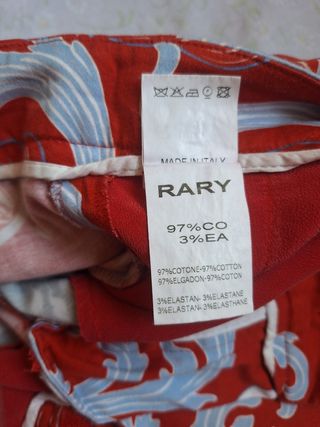 MADE IN ITALY
RARY
97%CO
3%EA
97%COTONE-97%COTTON
97%ELGADON-97%COTON
3%ELASTAN- 3%ELASTANE
3%ELASTAN- 3%ELASTHANE